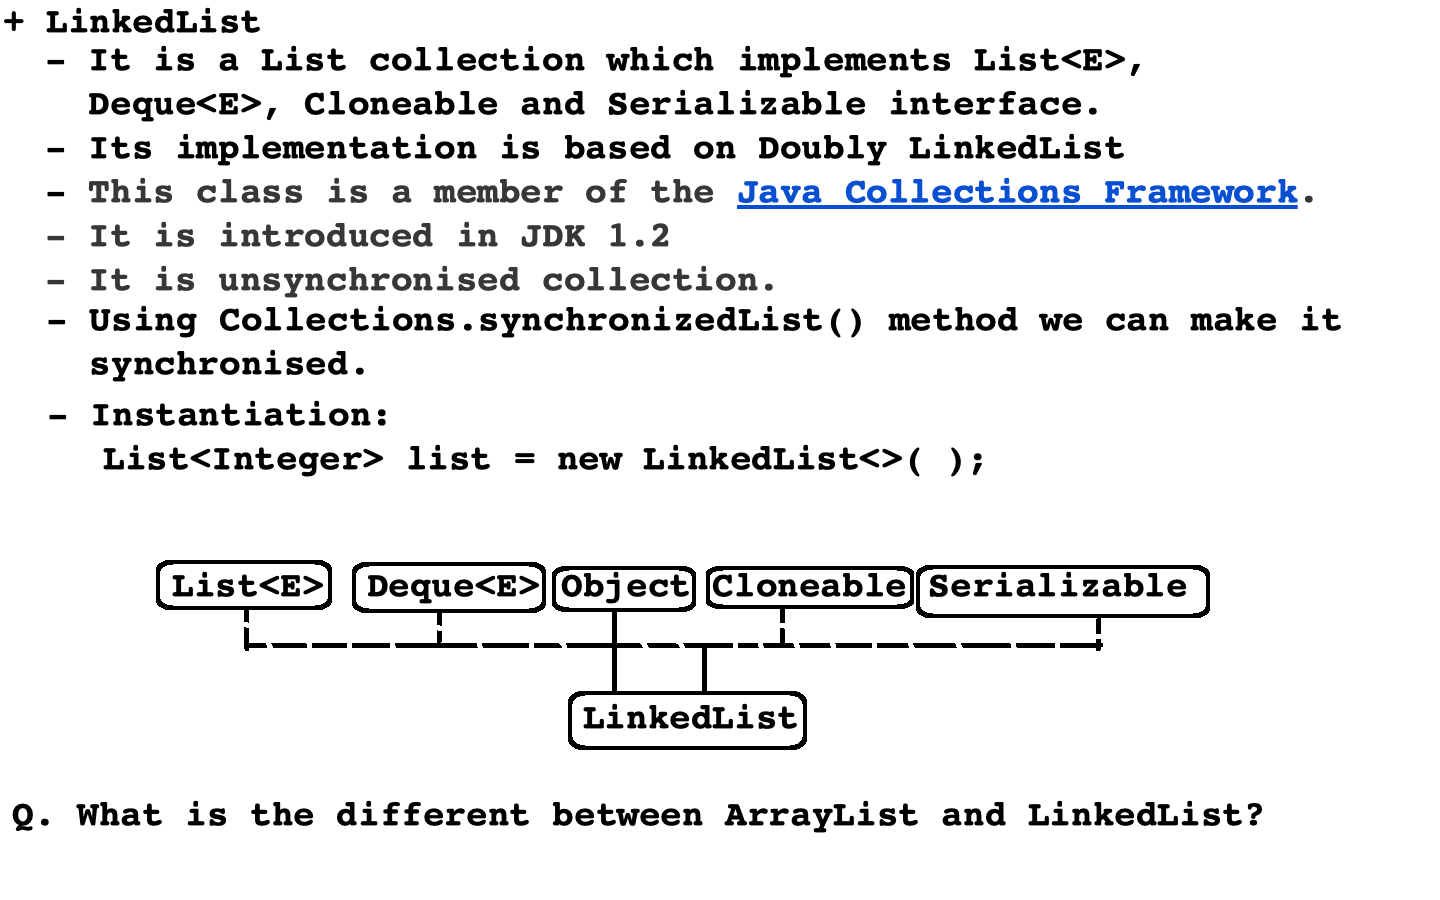 + LinkedList
- It is a List collection which implements List<E>,
Deque<E>, Cloneable and Serializable interface.
- Its implementation is based on Doubly LinkedList
- This class is a member of the Java Collections Framework.
- It is introduced in JDK 1.2
- It is unsynchronised collection.
- Using Collections.synchronizedList() method we can make it
synchronised.
- Instantiation:
List<Integer> list = new LinkedList<>( );
List<E> Deque<E> Object Cloneable Serializable
LinkedList
Q. What is the different between ArrayList and LinkedList?